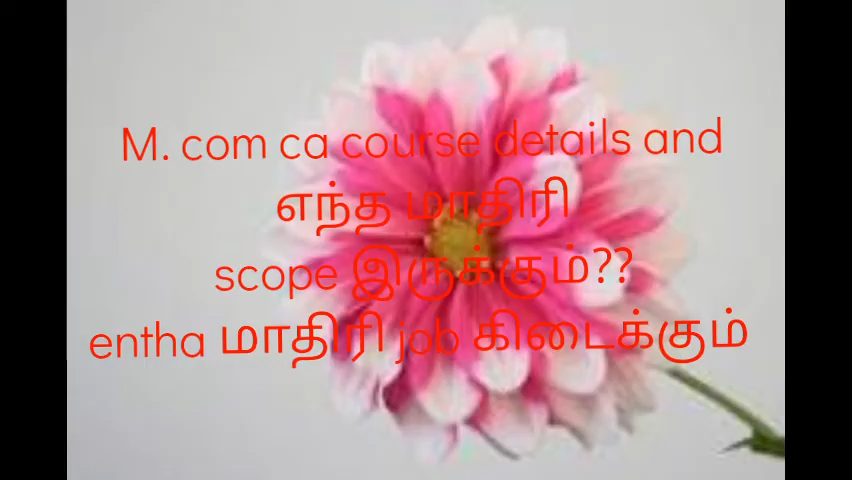 M. com ca course details and
எந்த மாதிரி
scope இருக்கும்??
entha மாதிரி job கிடைக்கும்